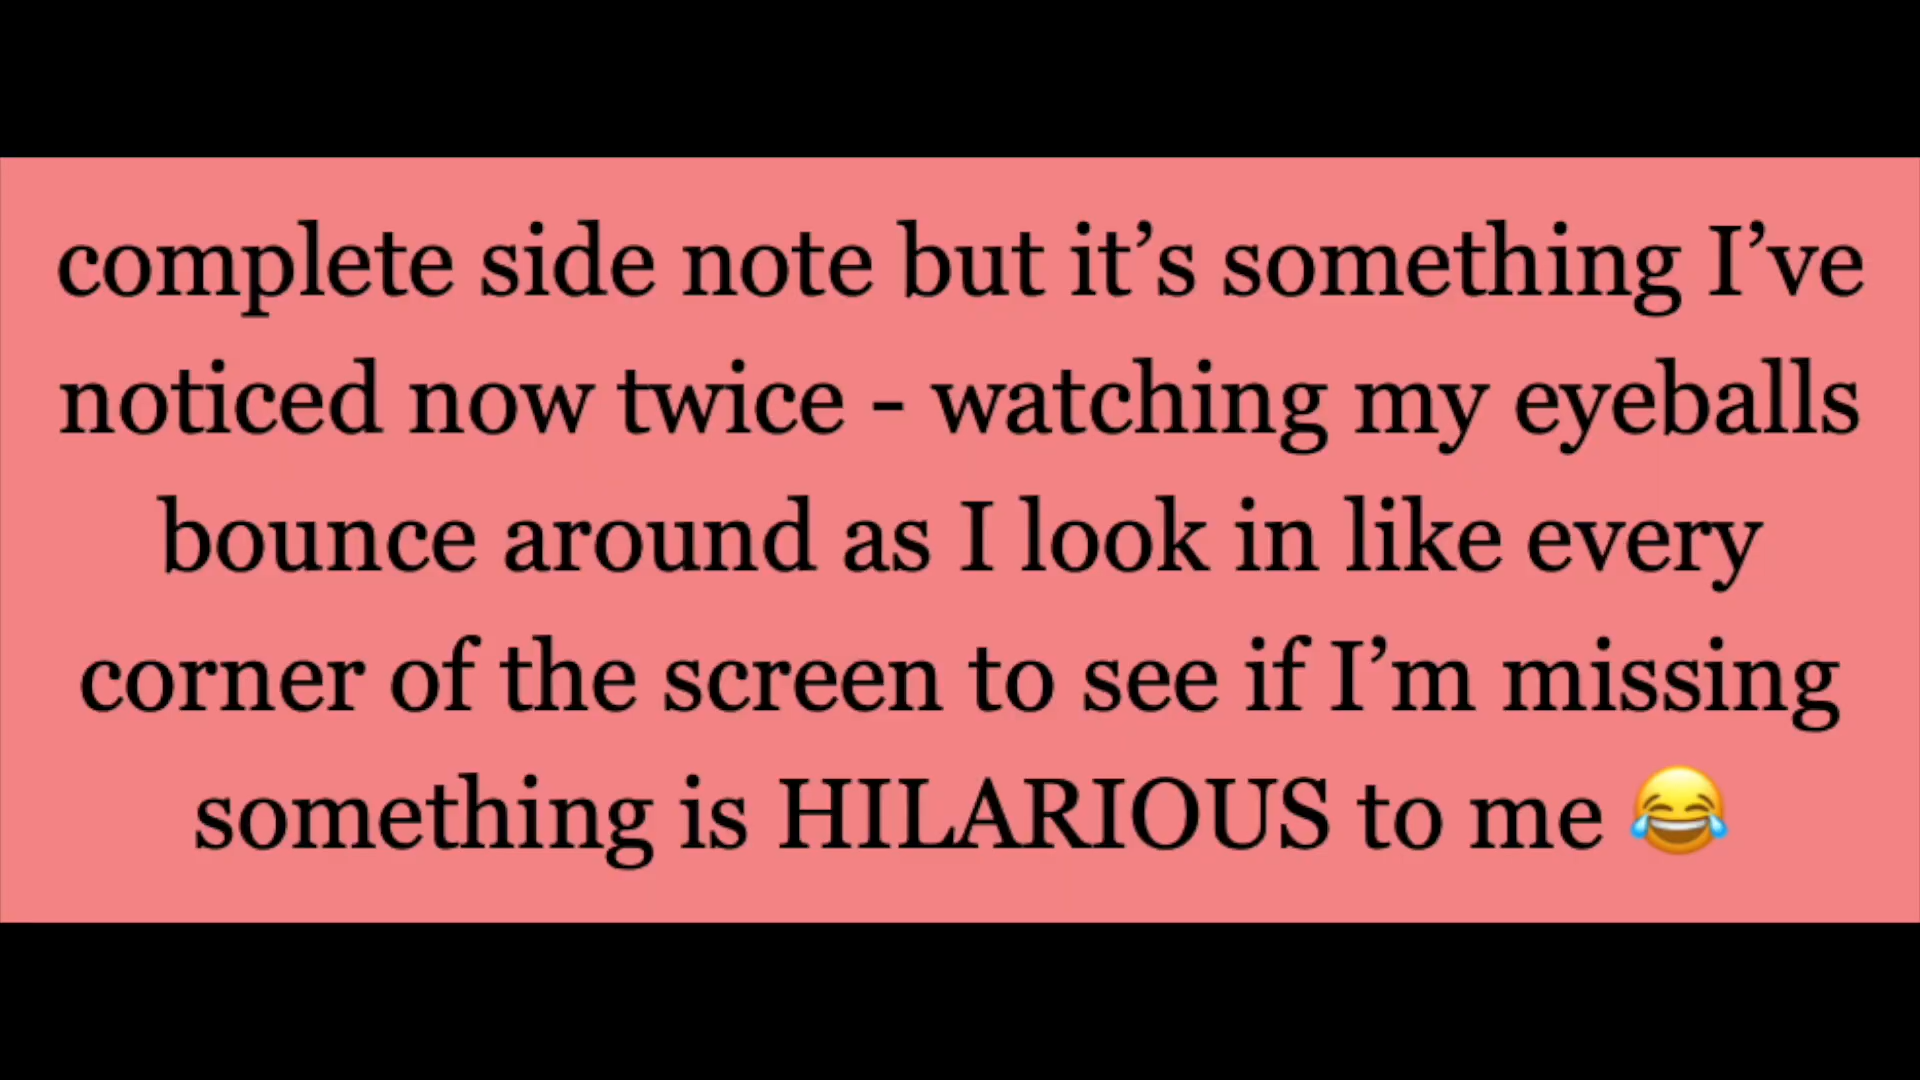 complete side note but it’s something I’ve
noticed now twice - watching my eyeballs
bounce around as I look in like every
corner of the screen to see if I’m missing
something is HILARIOUS to me 😂